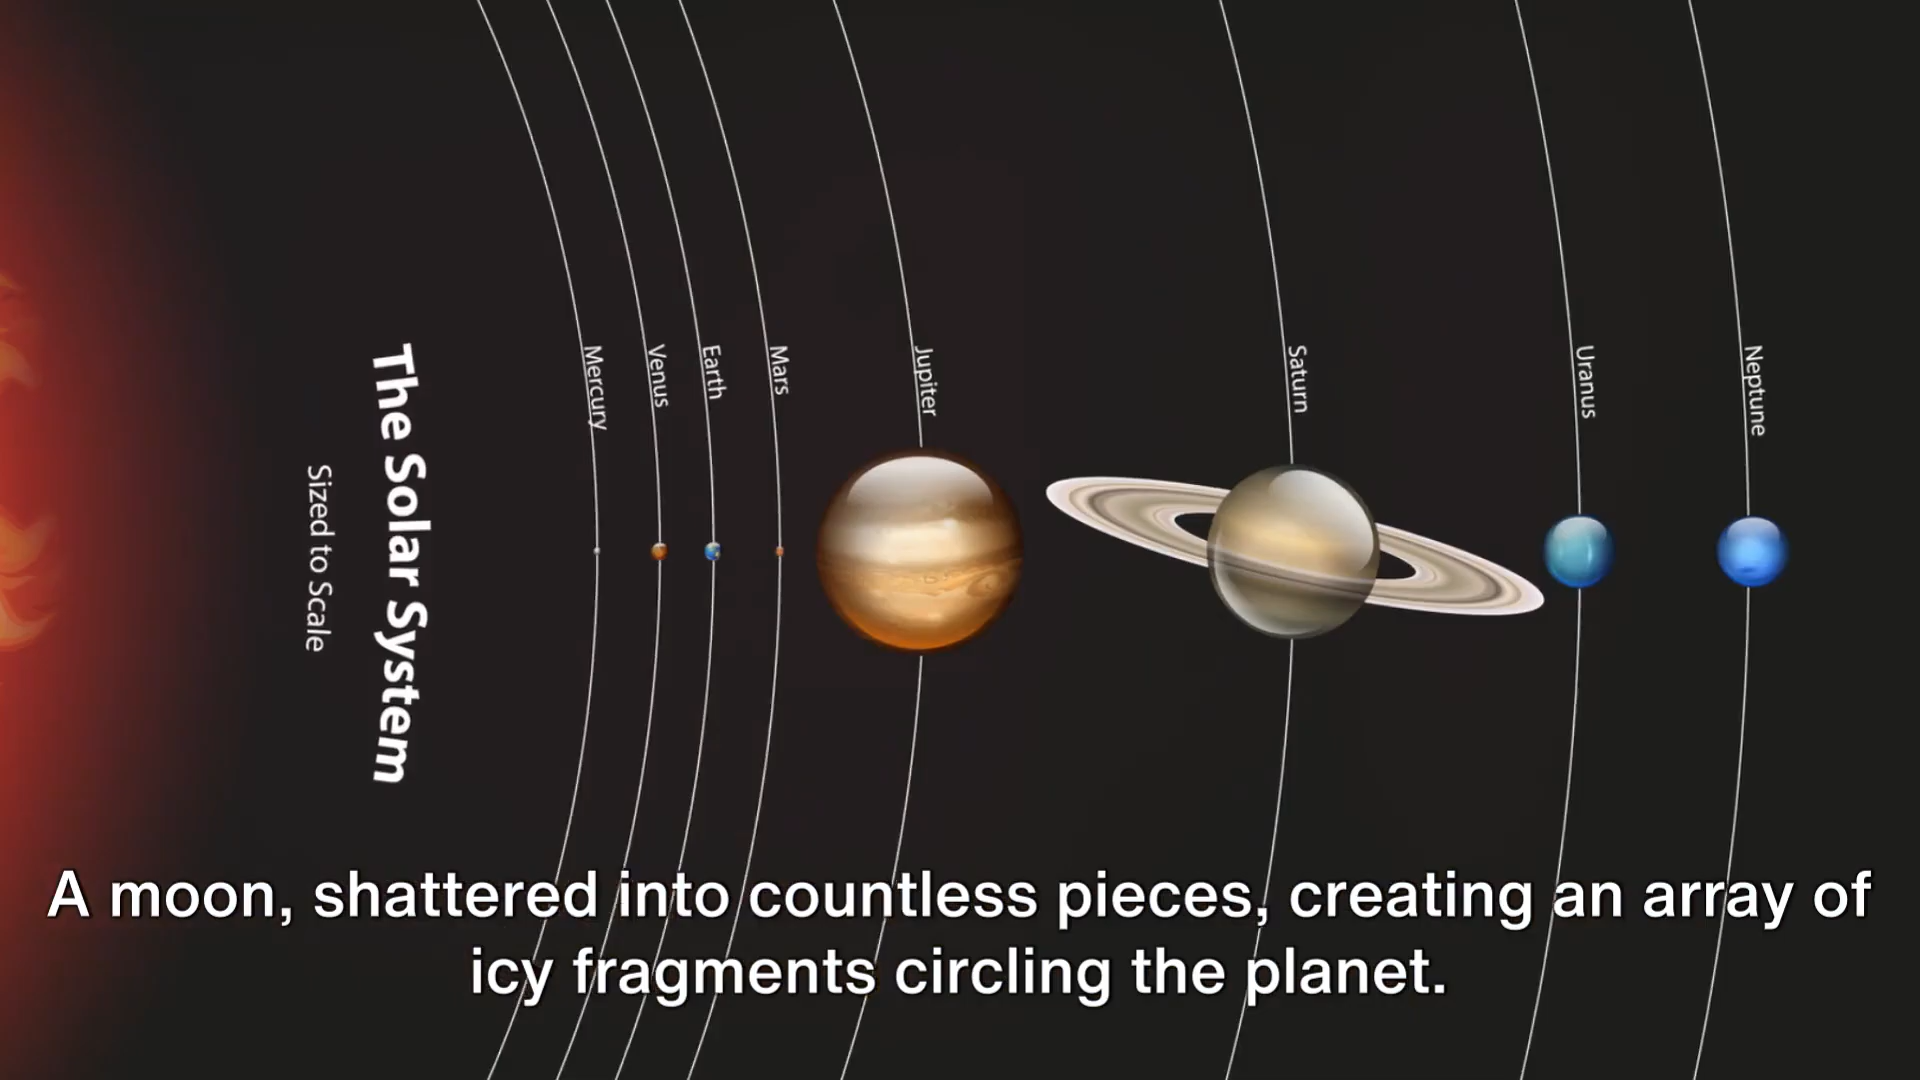 The Solar System
Sized to Scale
Mercury
Venus
Earth
Mars
Jupiter
Saturn
Uranus
Neptune
A moon, shattered into countless pieces, creating an array of
icy fragments circling the planet.